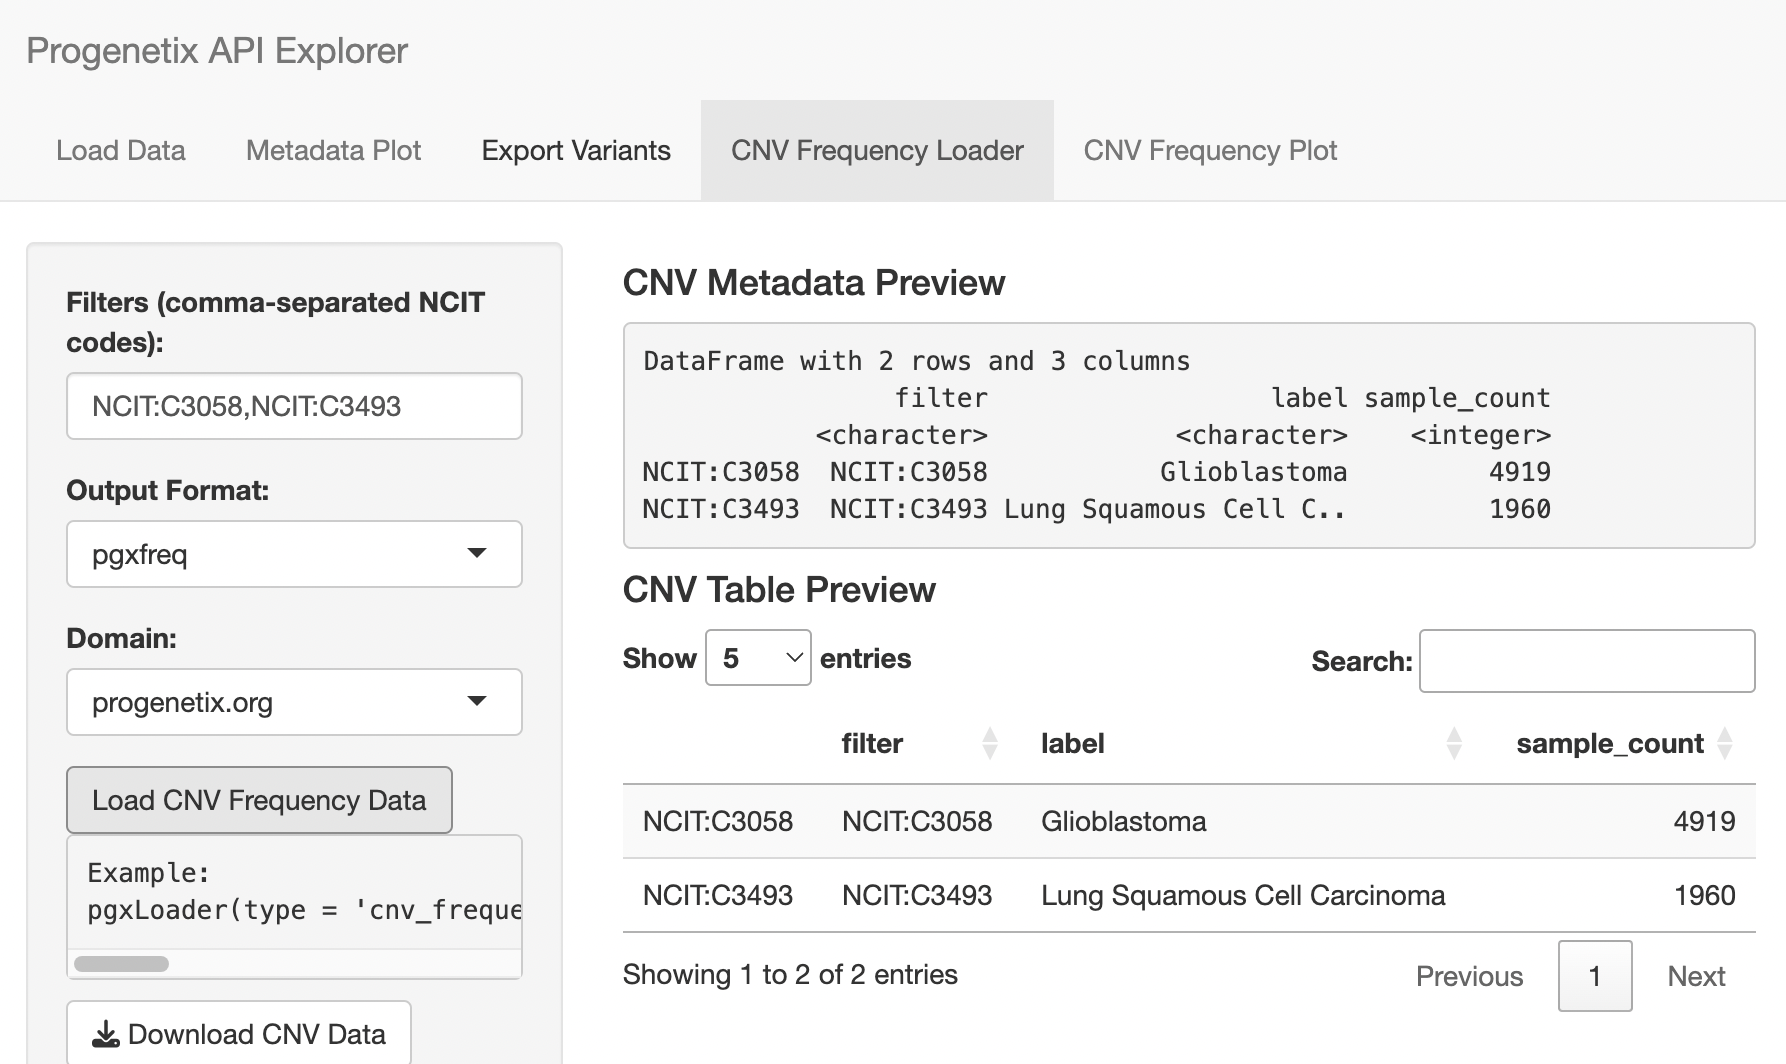 Progenetix API Explorer
Load Data Metadata Plot Export Variants CNV Frequency Loader CNV Frequency Plot
Filters (comma-separated NCIT
codes):
NCIT:C3058,NCIT:C3493
Output Format:
pgxfreq
Domain:
progenetix.org
Load CNV Frequency Data
Example:
pgxLoader(type = 'cnv_freque
Download CNV Data
CNV Metadata Preview
DataFrame with 2 rows and 3 columns
filter label sample_count
<character> <character> <integer>
NCIT:C3058 NCIT:C3058 Glioblastoma 4919
NCIT:C3493 NCIT:C3493 Lung Squamous Cell C.. 1960
CNV Table Preview
Show 5 entries Search:
filter label sample_count
NCIT:C3058 NCIT:C3058 Glioblastoma 4919
NCIT:C3493 NCIT:C3493 Lung Squamous Cell Carcinoma 1960
Showing 1 to 2 of 2 entries Previous 1 Next